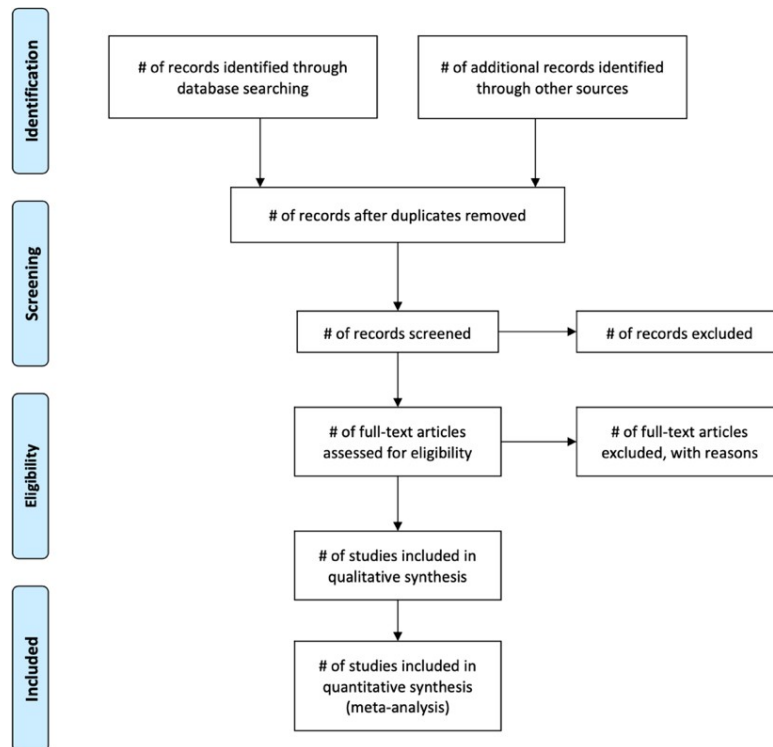 Identification
# of records identified through
database searching
# of additional records identified
through other sources
# of records after duplicates removed
Screening
# of records screened
# of records excluded
Eligibility
# of full-text articles
assessed for eligibility
# of full-text articles
excluded, with reasons
# of studies included in
qualitative synthesis
Included
# of studies included in
quantitative synthesis
(meta-analysis)